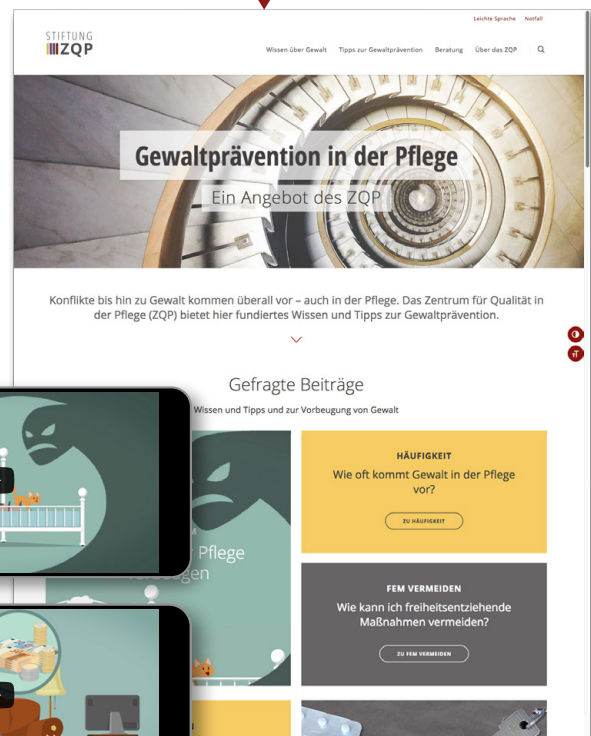 Leichte Sprache Notfall
STIFTUNG
ZQP
Wissen über Gewalt Tipps zur Gewaltprävention Beratung Über das ZQP
Gewaltprävention in der Pflege
Ein Angebot des ZQP
Konflikte bis hin zu Gewalt kommen überall vor – auch in der Pflege. Das Zentrum für Qualität in
der Pflege (ZQP) bietet hier fundiertes Wissen und Tipps zur Gewaltprävention.
Gefragte Beiträge
Wissen und Tipps und zur Vorbeugung von Gewalt
HÄUFIGKEIT
Wie oft kommt Gewalt in der Pflege
vor?
ZU HÄUFIGKEIT
Pflege
FEM VERMEIDEN
Wie kann ich freiheitsentziehende
Maßnahmen vermeiden?
ZU FEM VERMEIDEN